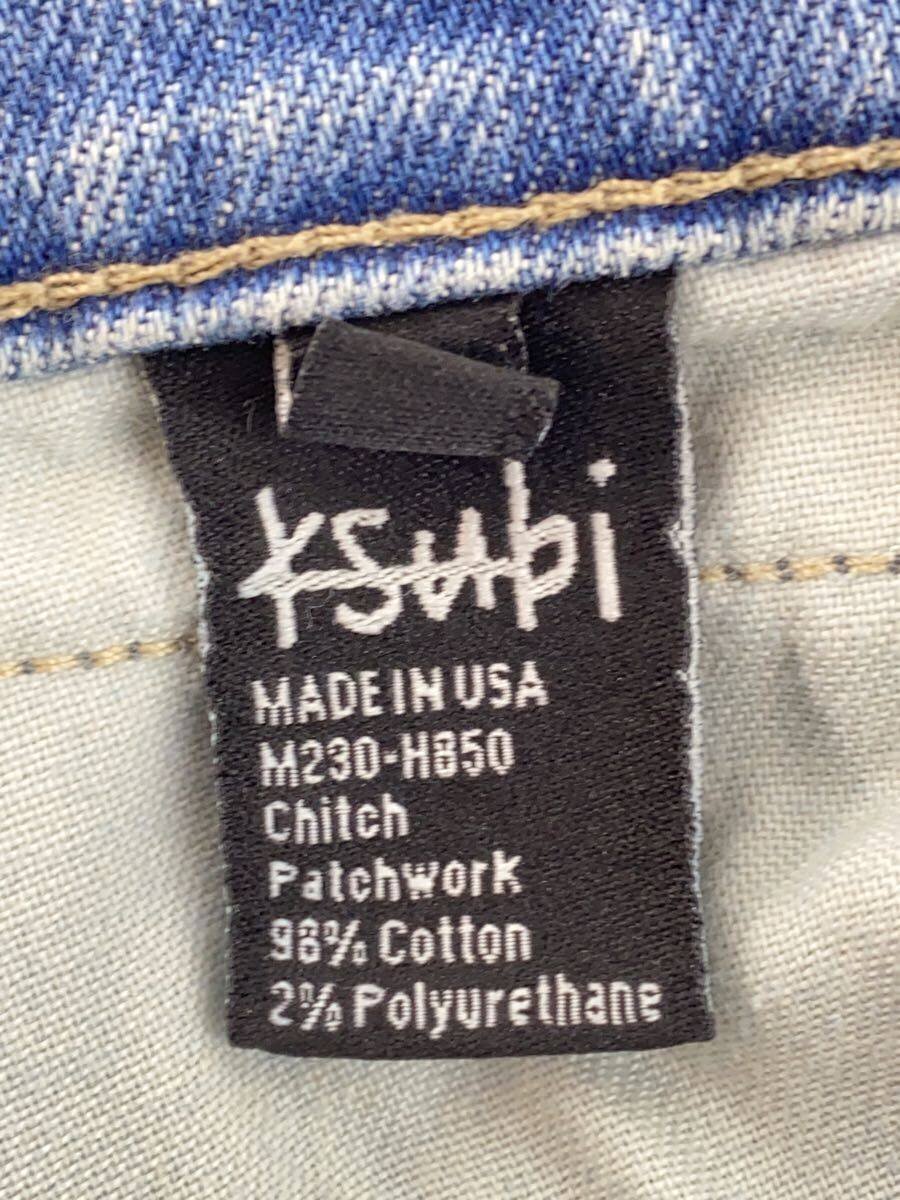 ksubi
MADE IN USA
M230-H850
Chitch
Patchwork
98% Cotton
2% Polyurethane